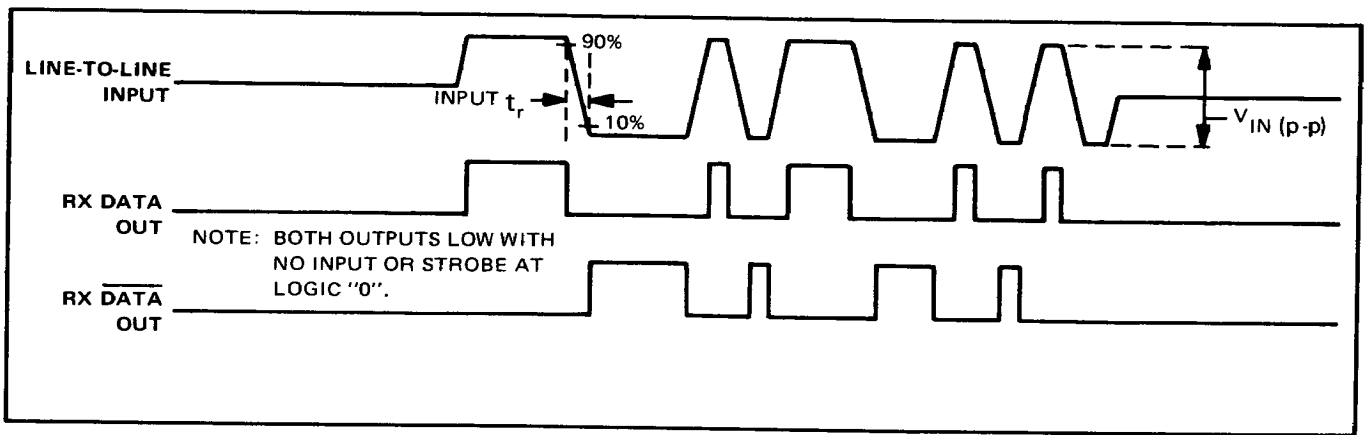 LINE-TO-LINE
INPUT
90%
INPUT tr
10%
VIN (p-p)
RX DATA
OUT
NOTE: BOTH OUTPUTS LOW WITH
NO INPUT OR STROBE AT
LOGIC "0".
RX D̅A̅T̅A̅
OUT